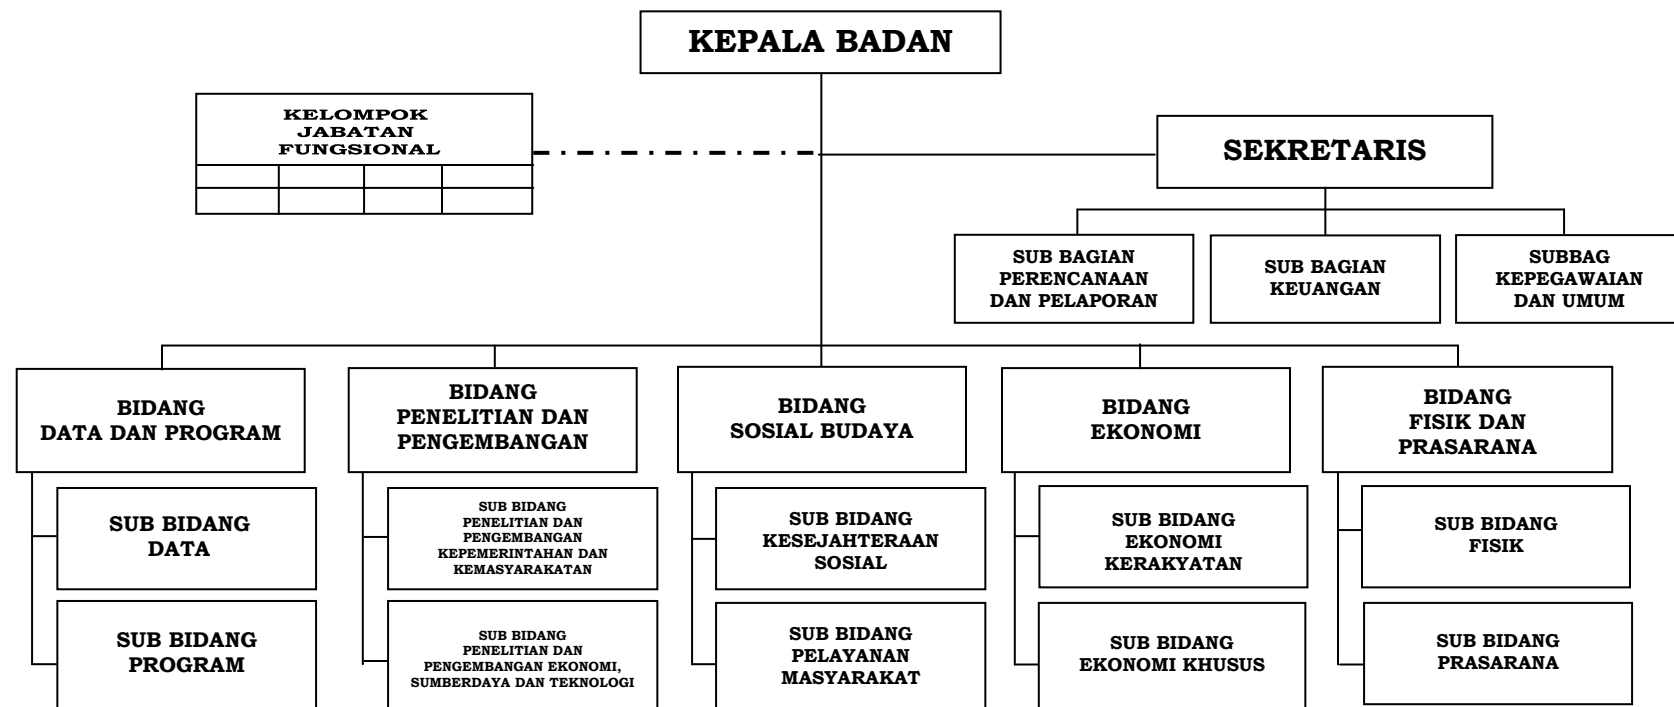 KEPALA BADAN
KELOMPOK
JABATAN
FUNGSIONAL
SEKRETARIS
SUB BAGIAN
PERENCANAAN
DAN PELAPORAN
SUB BAGIAN
KEUANGAN
SUBBAG
KEPEGAWAIAN
DAN UMUM
BIDANG
DATA DAN PROGRAM
BIDANG
PENELITIAN DAN
PENGEMBANGAN
BIDANG
SOSIAL BUDAYA
BIDANG
EKONOMI
BIDANG
FISIK DAN
PRASARANA
SUB BIDANG
DATA
SUB BIDANG
PENELITIAN DAN
PENGEMBANGAN
KEPEMERINTAHAN DAN
KEMASYARAKATAN
SUB BIDANG
KESEJAHTERAAN
SOSIAL
SUB BIDANG
EKONOMI
KERAKYATAN
SUB BIDANG
FISIK
SUB BIDANG
PROGRAM
SUB BIDANG
PENELITIAN DAN
PENGEMBANGAN EKONOMI,
SUMBERDAYA DAN TEKNOLOGI
SUB BIDANG
PELAYANAN
MASYARAKAT
SUB BIDANG
EKONOMI KHUSUS
SUB BIDANG
PRASARANA